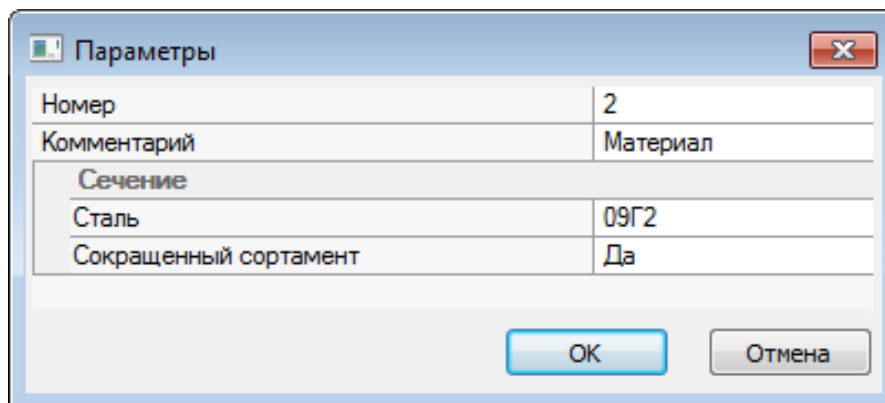 Параметры
Номер 2
Комментарий Материал
Сечение
Сталь 09Г2
Сокращенный сортамент Да
OK Отмена